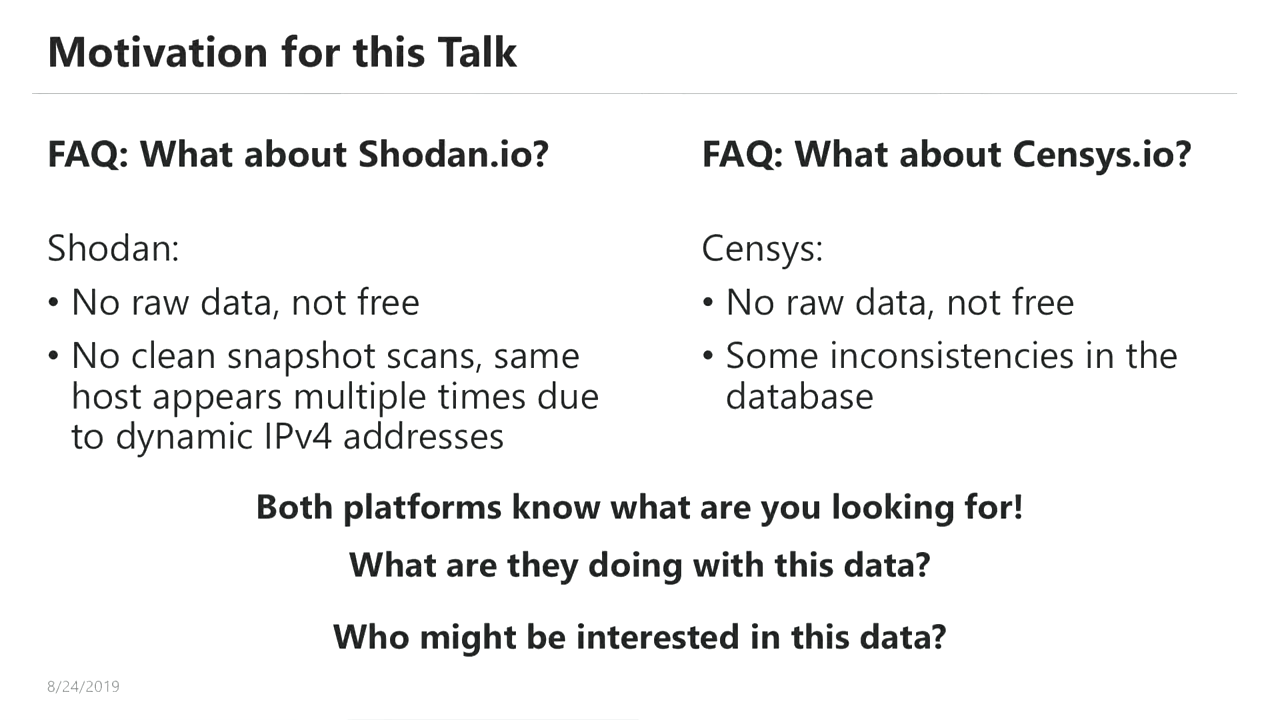 Motivation for this Talk
FAQ: What about Shodan.io?
Shodan:
• No raw data, not free
• No clean snapshot scans, same
host appears multiple times due
to dynamic IPv4 addresses
FAQ: What about Censys.io?
Censys:
• No raw data, not free
• Some inconsistencies in the
database
Both platforms know what are you looking for!
What are they doing with this data?
Who might be interested in this data?
8/24/2019